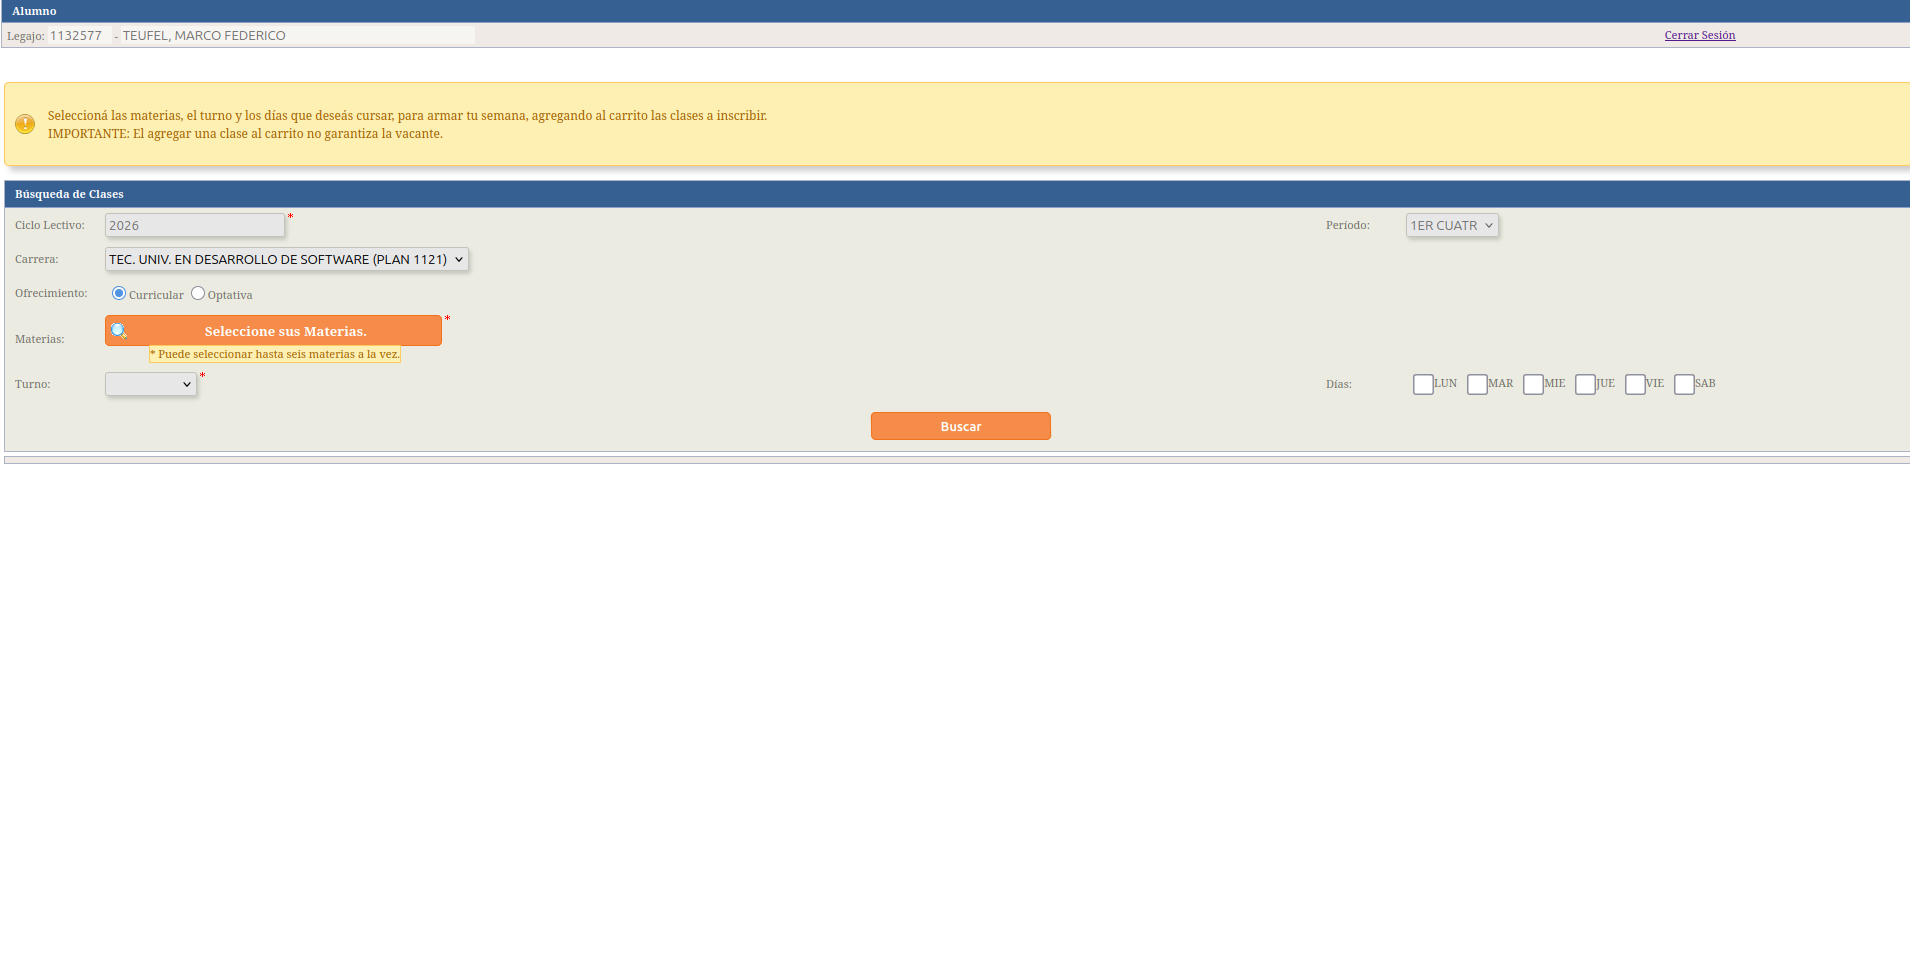 Alumno
Legajo: 1132577 - TEUFEL, MARCO FEDERICO Cerrar Sesión
Seleccioná las materias, el turno y los días que deseás cursar, para armar tu semana, agregando al carrito las clases a inscribir.
IMPORTANTE: El agregar una clase al carrito no garantiza la vacante.
Búsqueda de Clases
Ciclo Lectivo: 2026 * Período: 1ER CUATR
Carrera: TEC. UNIV. EN DESARROLLO DE SOFTWARE (PLAN 1121)
Ofrecimiento: Curricular Optativa
Materias: Seleccione sus Materias. *
* Puede seleccionar hasta seis materias a la vez.
Turno: * Días: LUN MAR MIE JUE VIE SAB
Buscar